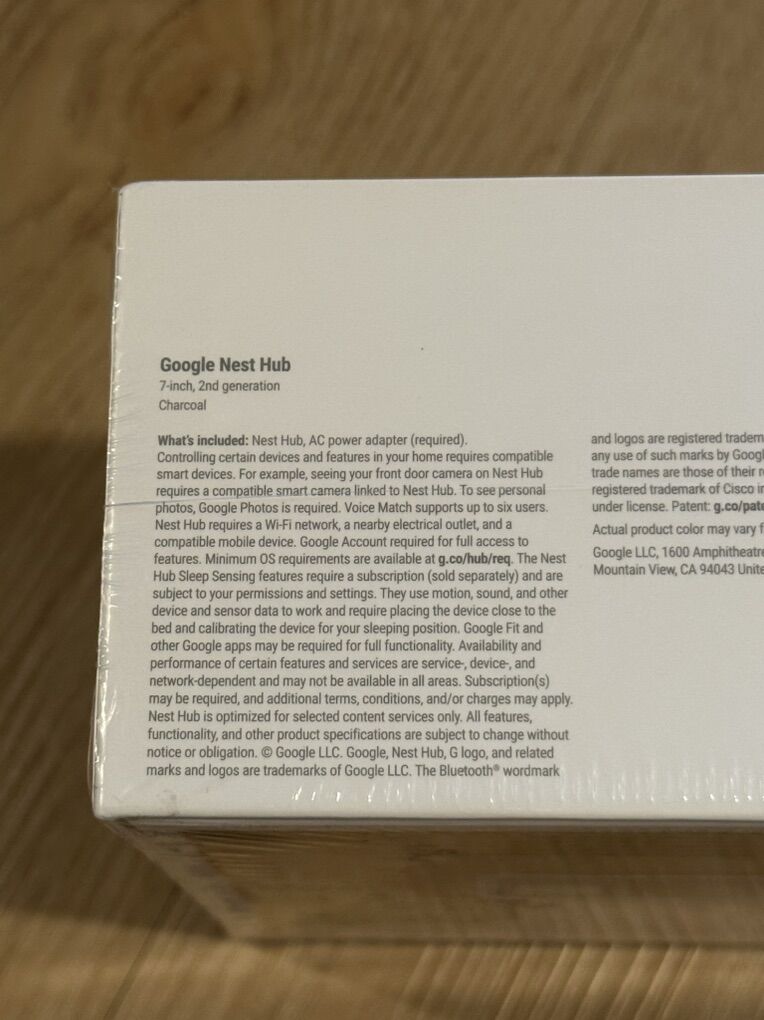 Google Nest Hub
7-inch, 2nd generation
Charcoal
What's included: Nest Hub, AC power adapter (required).
Controlling certain devices and features in your home requires compatible
smart devices. For example, seeing your front door camera on Nest Hub
requires a compatible smart camera linked to Nest Hub. To see personal
photos, Google Photos is required. Voice Match supports up to six users.
Nest Hub requires a Wi-Fi network, a nearby electrical outlet, and a
compatible mobile device. Google Account required for full access to
features. Minimum OS requirements are available at g.co/hub/req. The Nest
Hub Sleep Sensing features require a subscription (sold separately) and are
subject to your permissions and settings. They use motion, sound, and other
device and sensor data to work and require placing the device close to the
bed and calibrating the device for your sleeping position. Google Fit and
other Google apps may be required for full functionality. Availability and
performance of certain features and services are service-, device-, and
network-dependent and may not be available in all areas. Subscription(s)
may be required, and additional terms, conditions, and/or charges may apply.
Nest Hub is optimized for selected content services only. All features,
functionality, and other product specifications are subject to change without
notice or obligation. © Google LLC. Google, Nest Hub, G logo, and related
marks and logos are trademarks of Google LLC. The Bluetooth® wordmark
and logos are registered
any use of such marks by
trade names are those of their
registered trademark of Cisco
under license. Patent:
Actual product color may vary
Google LLC, 1600 Amphitheatre
Mountain View, CA 94043